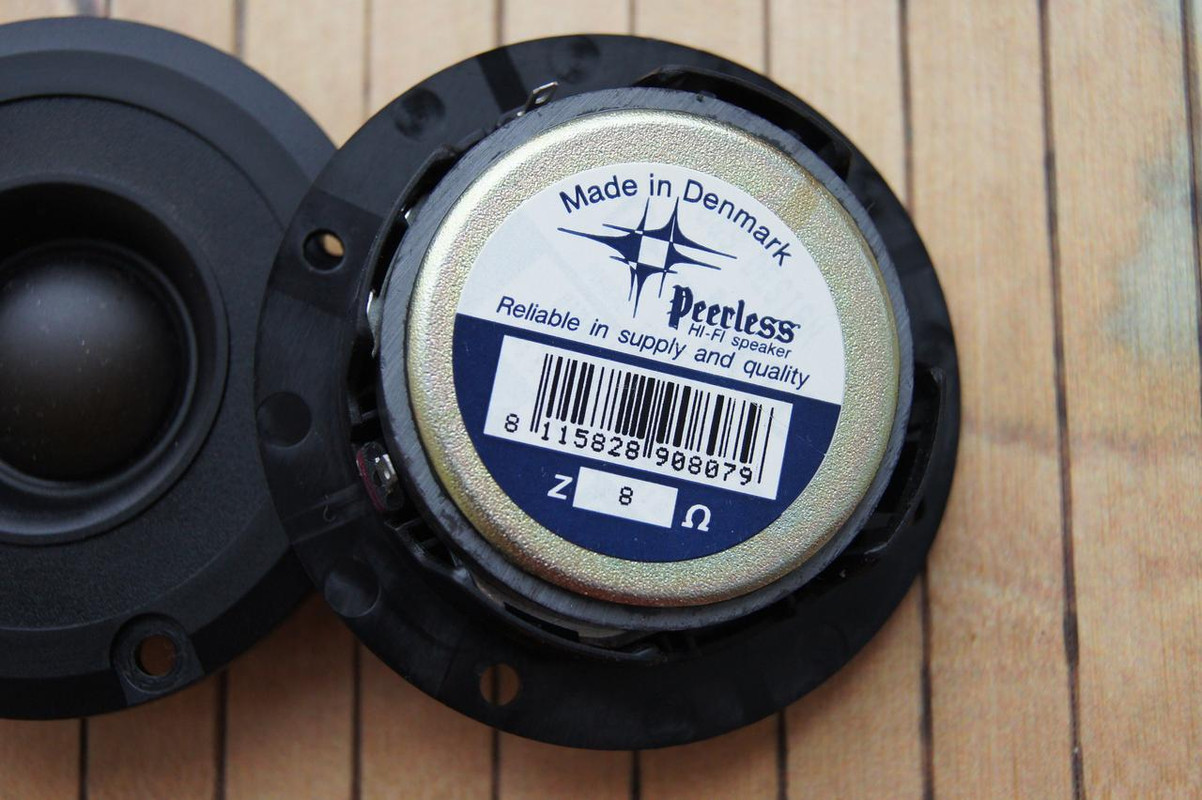 Made in Denmark
Peerless
HI-FI speaker
Reliable in supply and quality
8 115828 908079
Z 8 Ω